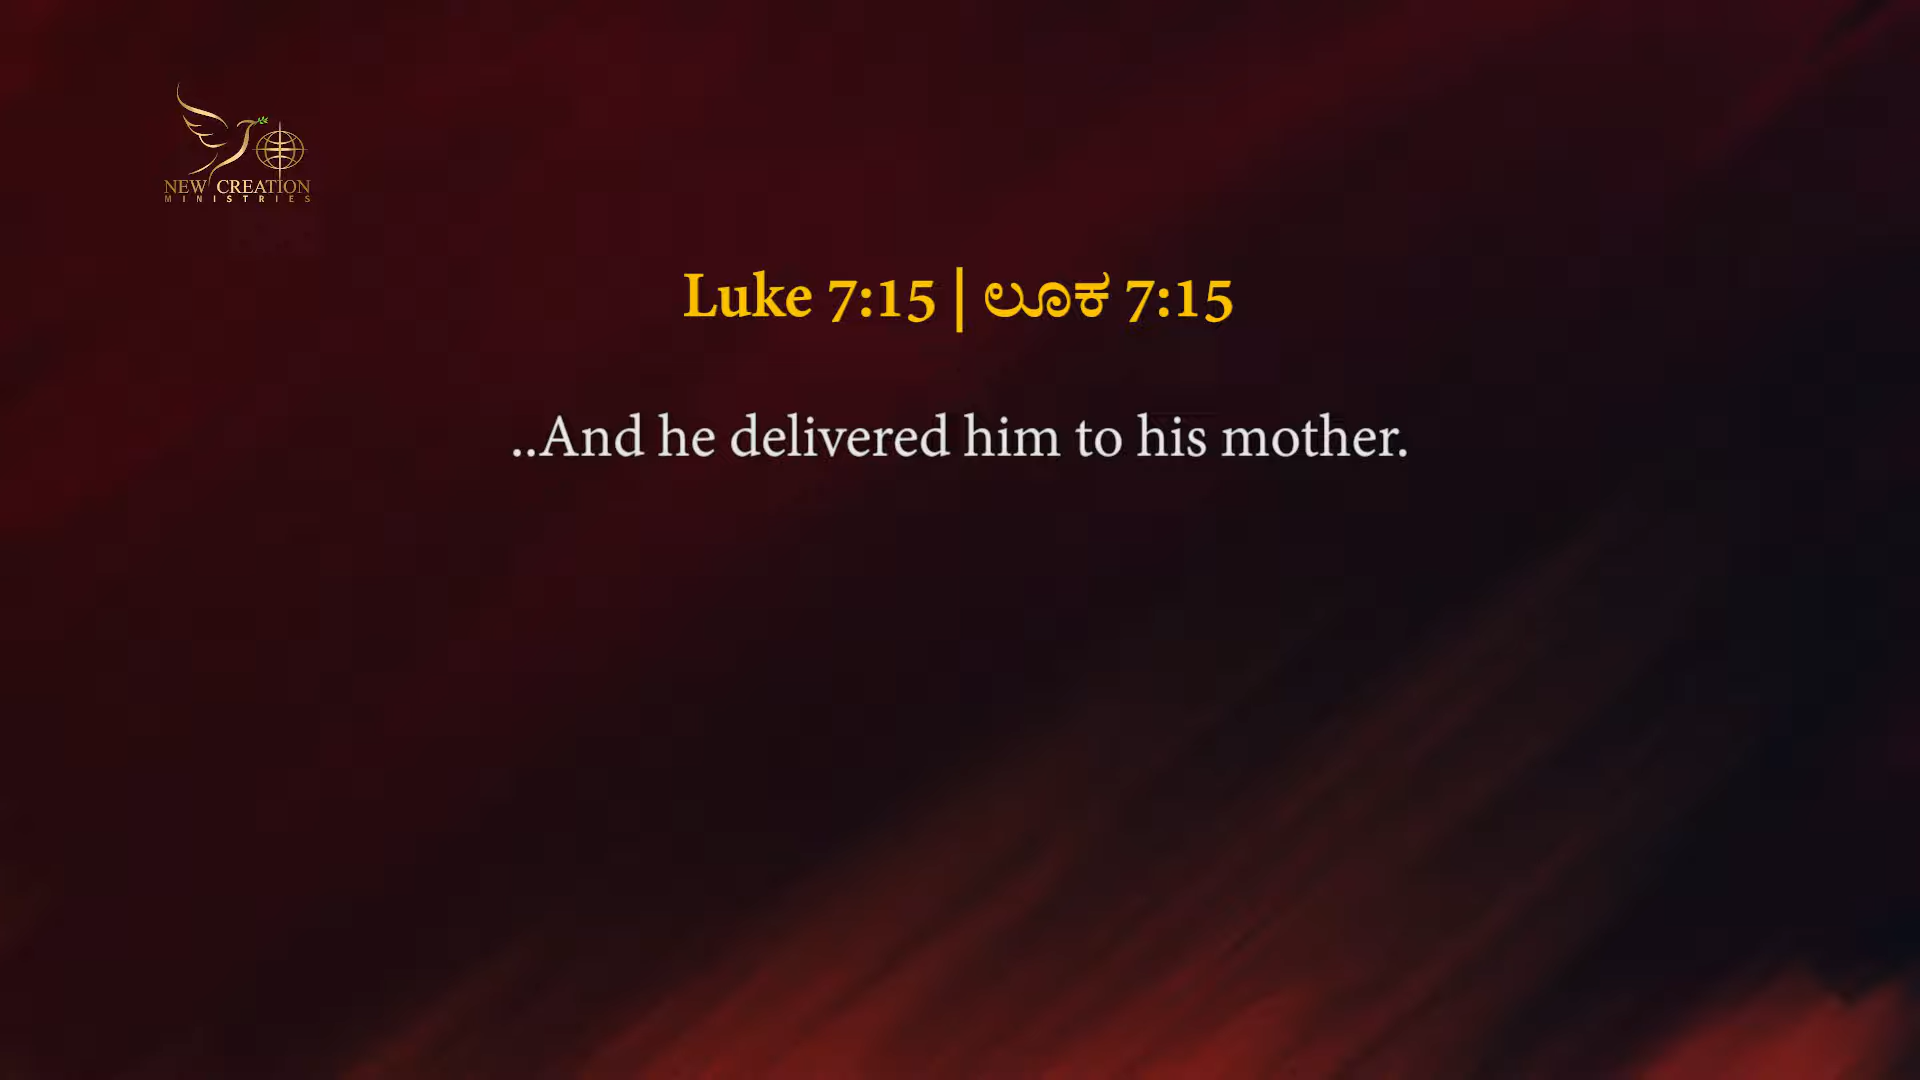 NEW CREATION
MINISTRIES
Luke 7:15 | ಲೂಕ 7:15
..And he delivered him to his mother.